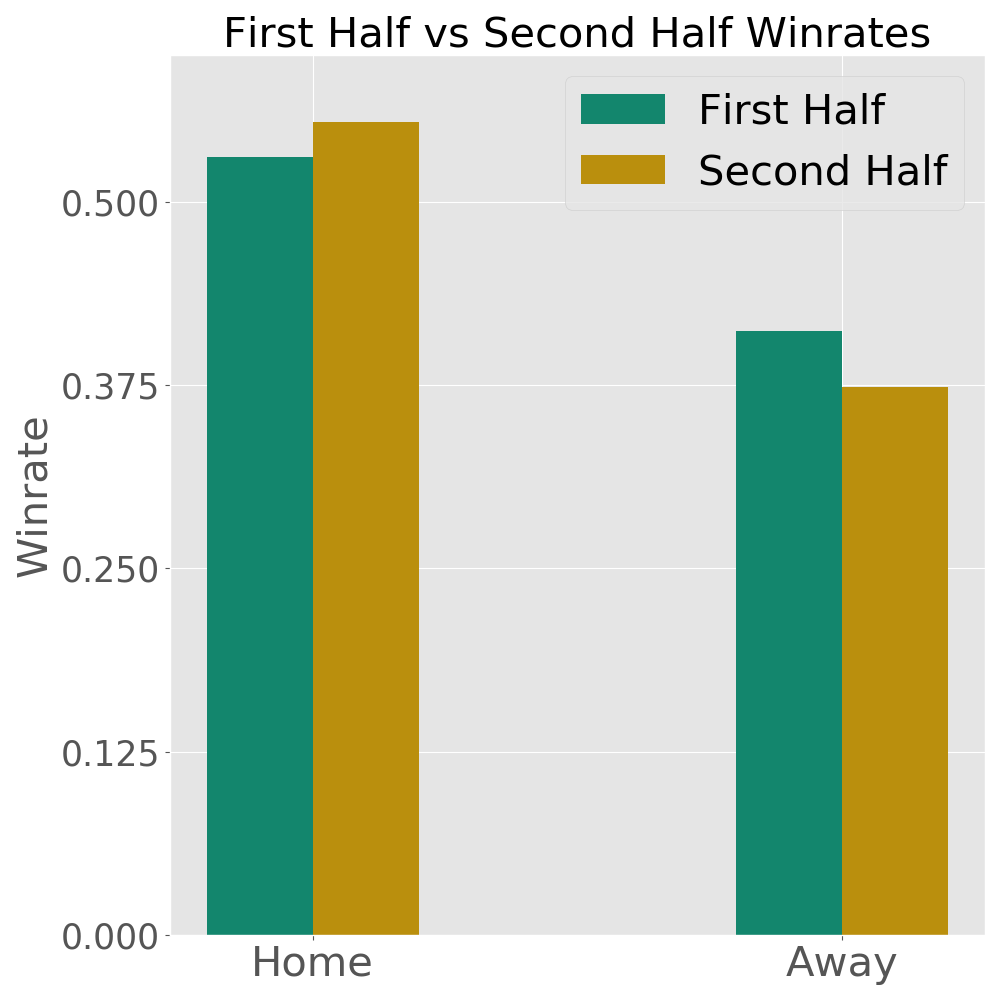 First Half vs Second Half Winrates
First Half
Second Half
Winrate
0.500
0.375
0.250
0.125
0.000
Home
Away